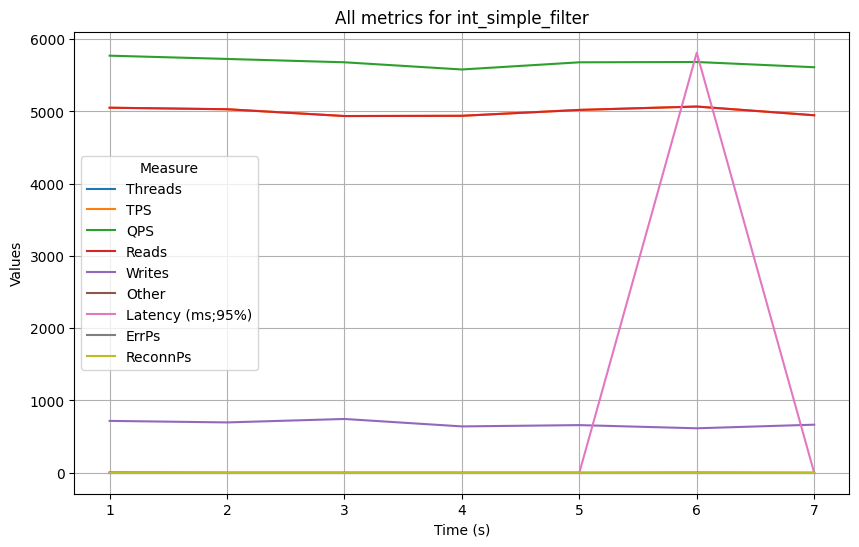 All metrics for int_simple_filter
6000
5000
4000
3000
2000
1000
0
Values
Measure
Threads
TPS
QPS
Reads
Writes
Other
Latency (ms;95%)
ErrPs
ReconnPs
1 2 3 4 5 6 7
Time (s)